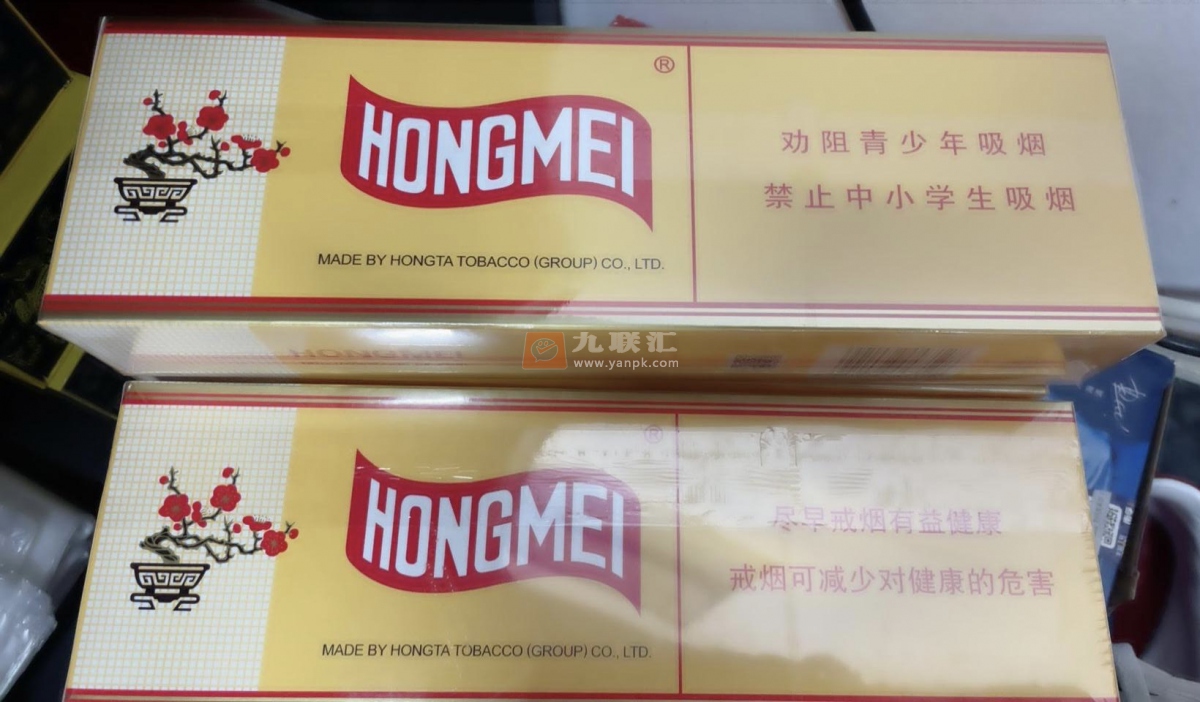 HONGMEI
®
MADE BY HONGTA TOBACCO (GROUP) CO., LTD.
劝阻青少年吸烟
禁止中小学生吸烟
HONGMEI
九联汇
www.yanpk.com
HONGMEI
®
MADE BY HONGTA TOBACCO (GROUP) CO., LTD.
尽早戒烟有益健康
戒烟可减少对健康的危害